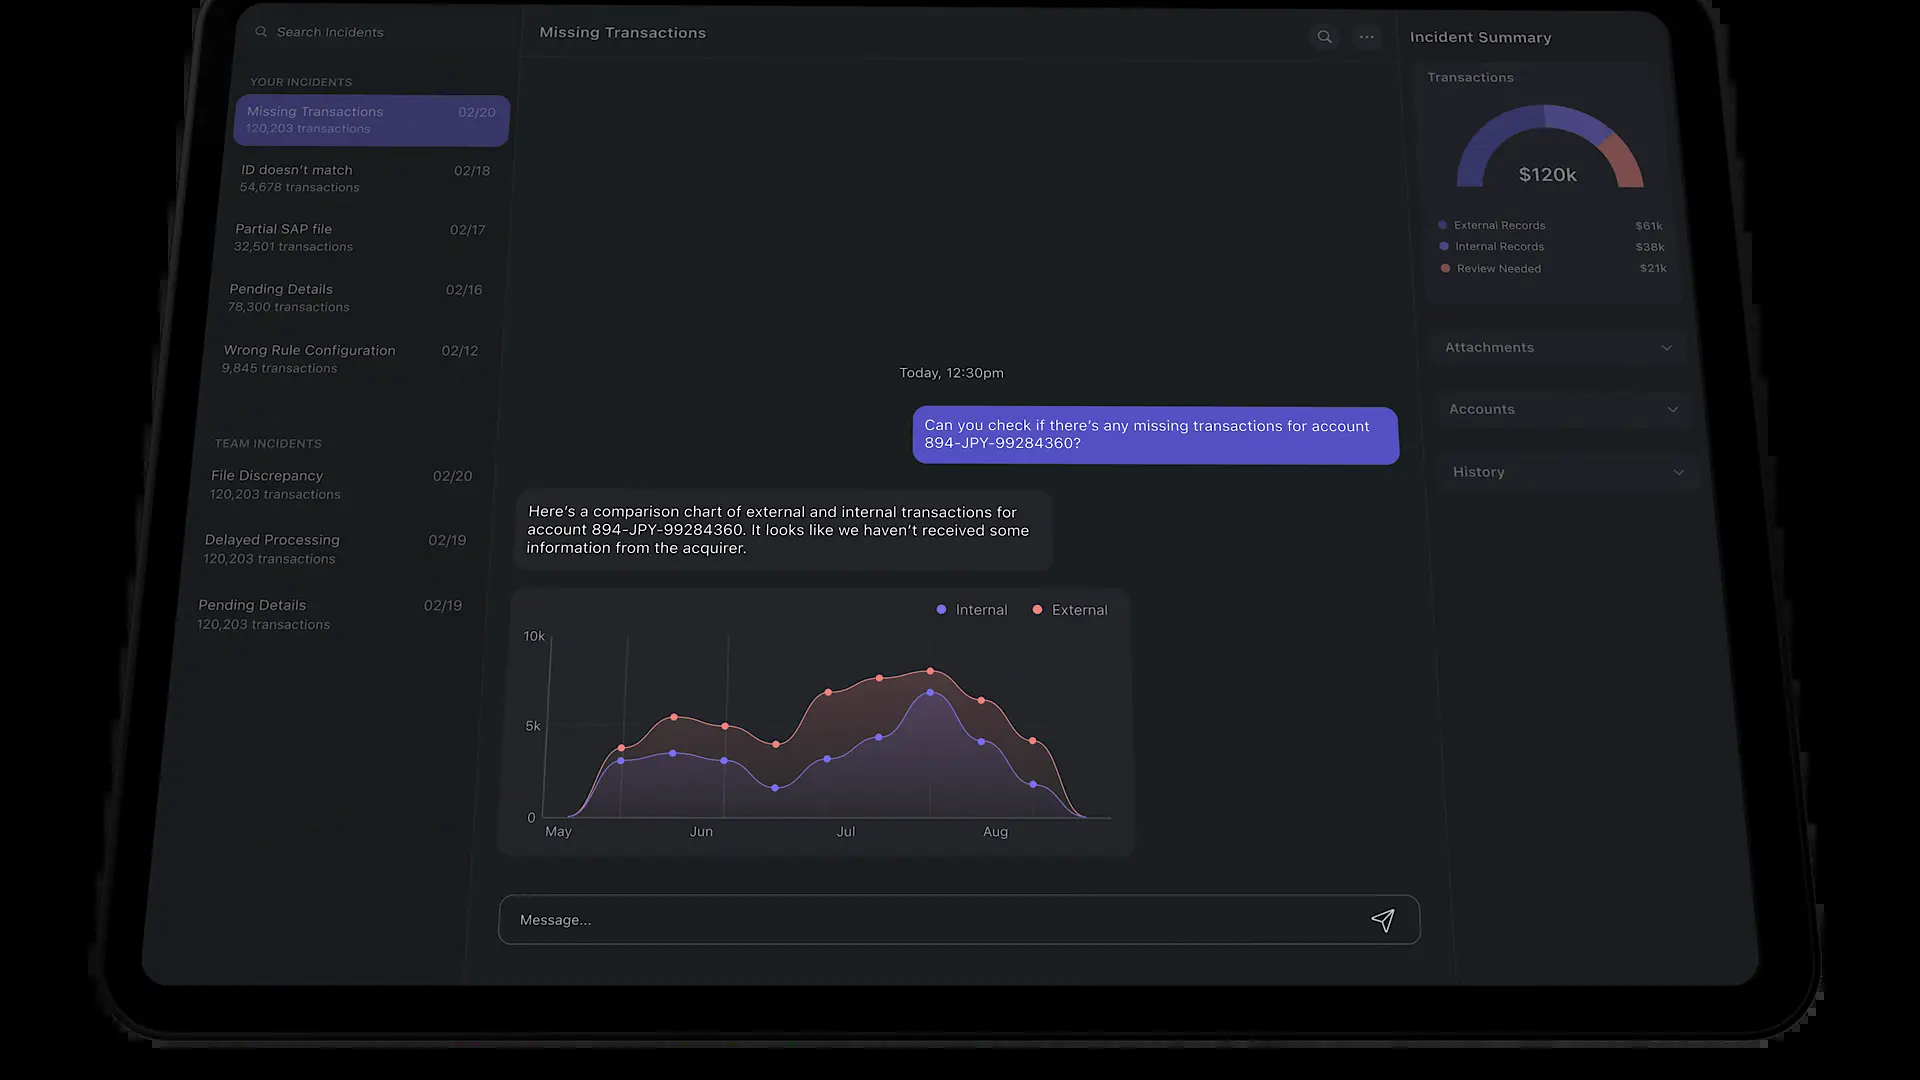 Search Incidents
YOUR INCIDENTS
Missing Transactions 02/20
120,203 transactions
ID doesn’t match 02/18
54,678 transactions
Partial SAP file 02/17
32,501 transactions
Pending Details 02/16
78,300 transactions
Wrong Rule Configuration 02/12
9,845 transactions
TEAM INCIDENTS
File Discrepancy 02/20
120,203 transactions
Delayed Processing 02/19
120,203 transactions
Pending Details 02/19
120,203 transactions
Missing Transactions
Today, 12:30pm
Can you check if there’s any missing transactions for account
894-JPY-99284360?
Here’s a comparison chart of external and internal transactions for
account 894-JPY-99284360. It looks like we haven’t received some
information from the acquirer.
Internal External
10k
5k
0
May Jun Jul Aug
Message...
Incident Summary
Transactions
$120k
External Records $61k
Internal Records $38k
Review Needed $21k
Attachments
Accounts
History